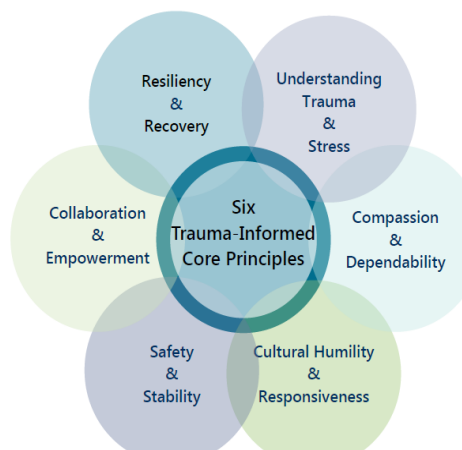 Resiliency
&
Recovery
Understanding
Trauma
&
Stress
Collaboration
&
Empowerment
Six
Trauma-Informed
Core Principles
Compassion
&
Dependability
Safety
&
Stability
Cultural Humility
&
Responsiveness